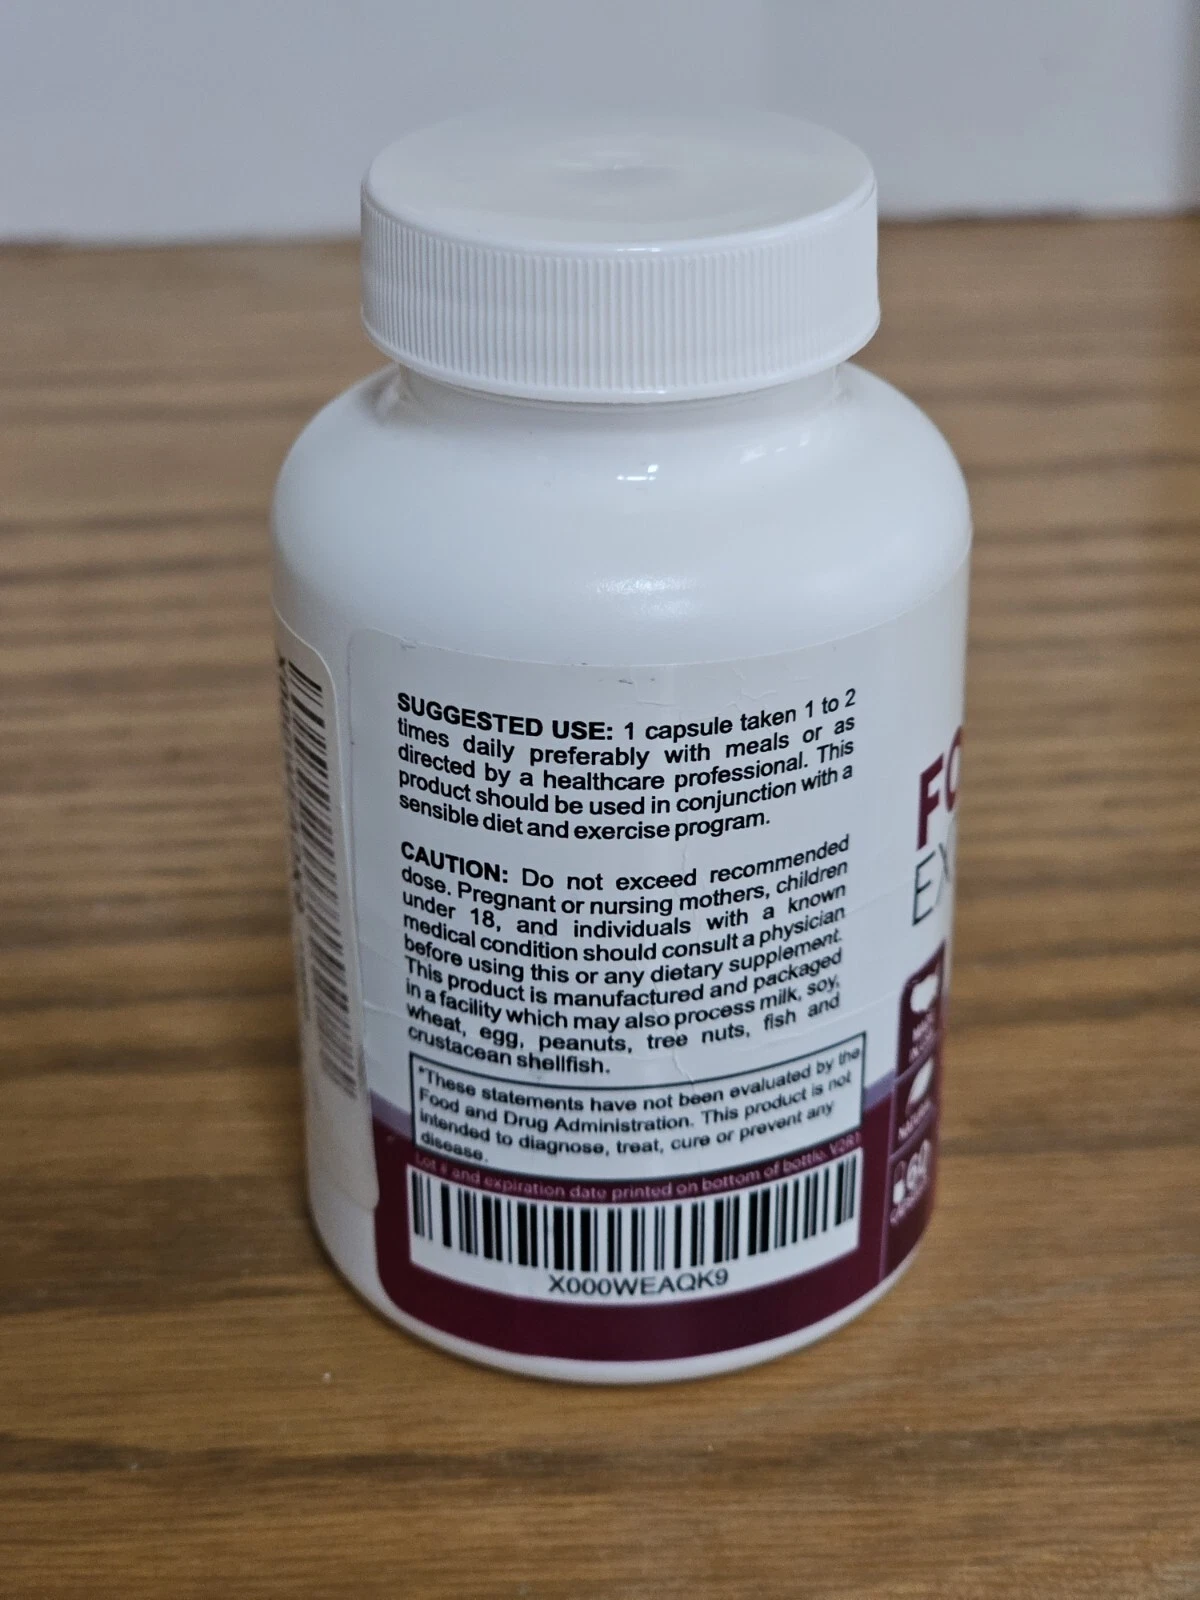 SUGGESTED USE: 1 capsule taken 1 to 2
times daily preferably with meals or as
directed by a healthcare professional. This
product should be used in conjunction with a
sensible diet and exercise program.
CAUTION: Do not exceed recommended
dose. Pregnant or nursing mothers, children
under 18, and individuals with a known
medical condition should consult a physician
before using this or any dietary supplement.
This product is manufactured and packaged
in a facility which may also process milk, soy,
wheat, egg, peanuts, tree nuts, fish and
crustacean shellfish.
*These statements have not been evaluated by the
Food and Drug Administration. This product is not
intended to diagnose, treat, cure or prevent any
disease.
Lot # and expiration date printed on bottom of bottle. V2R1
X000WEAQK9
FO
EX
60